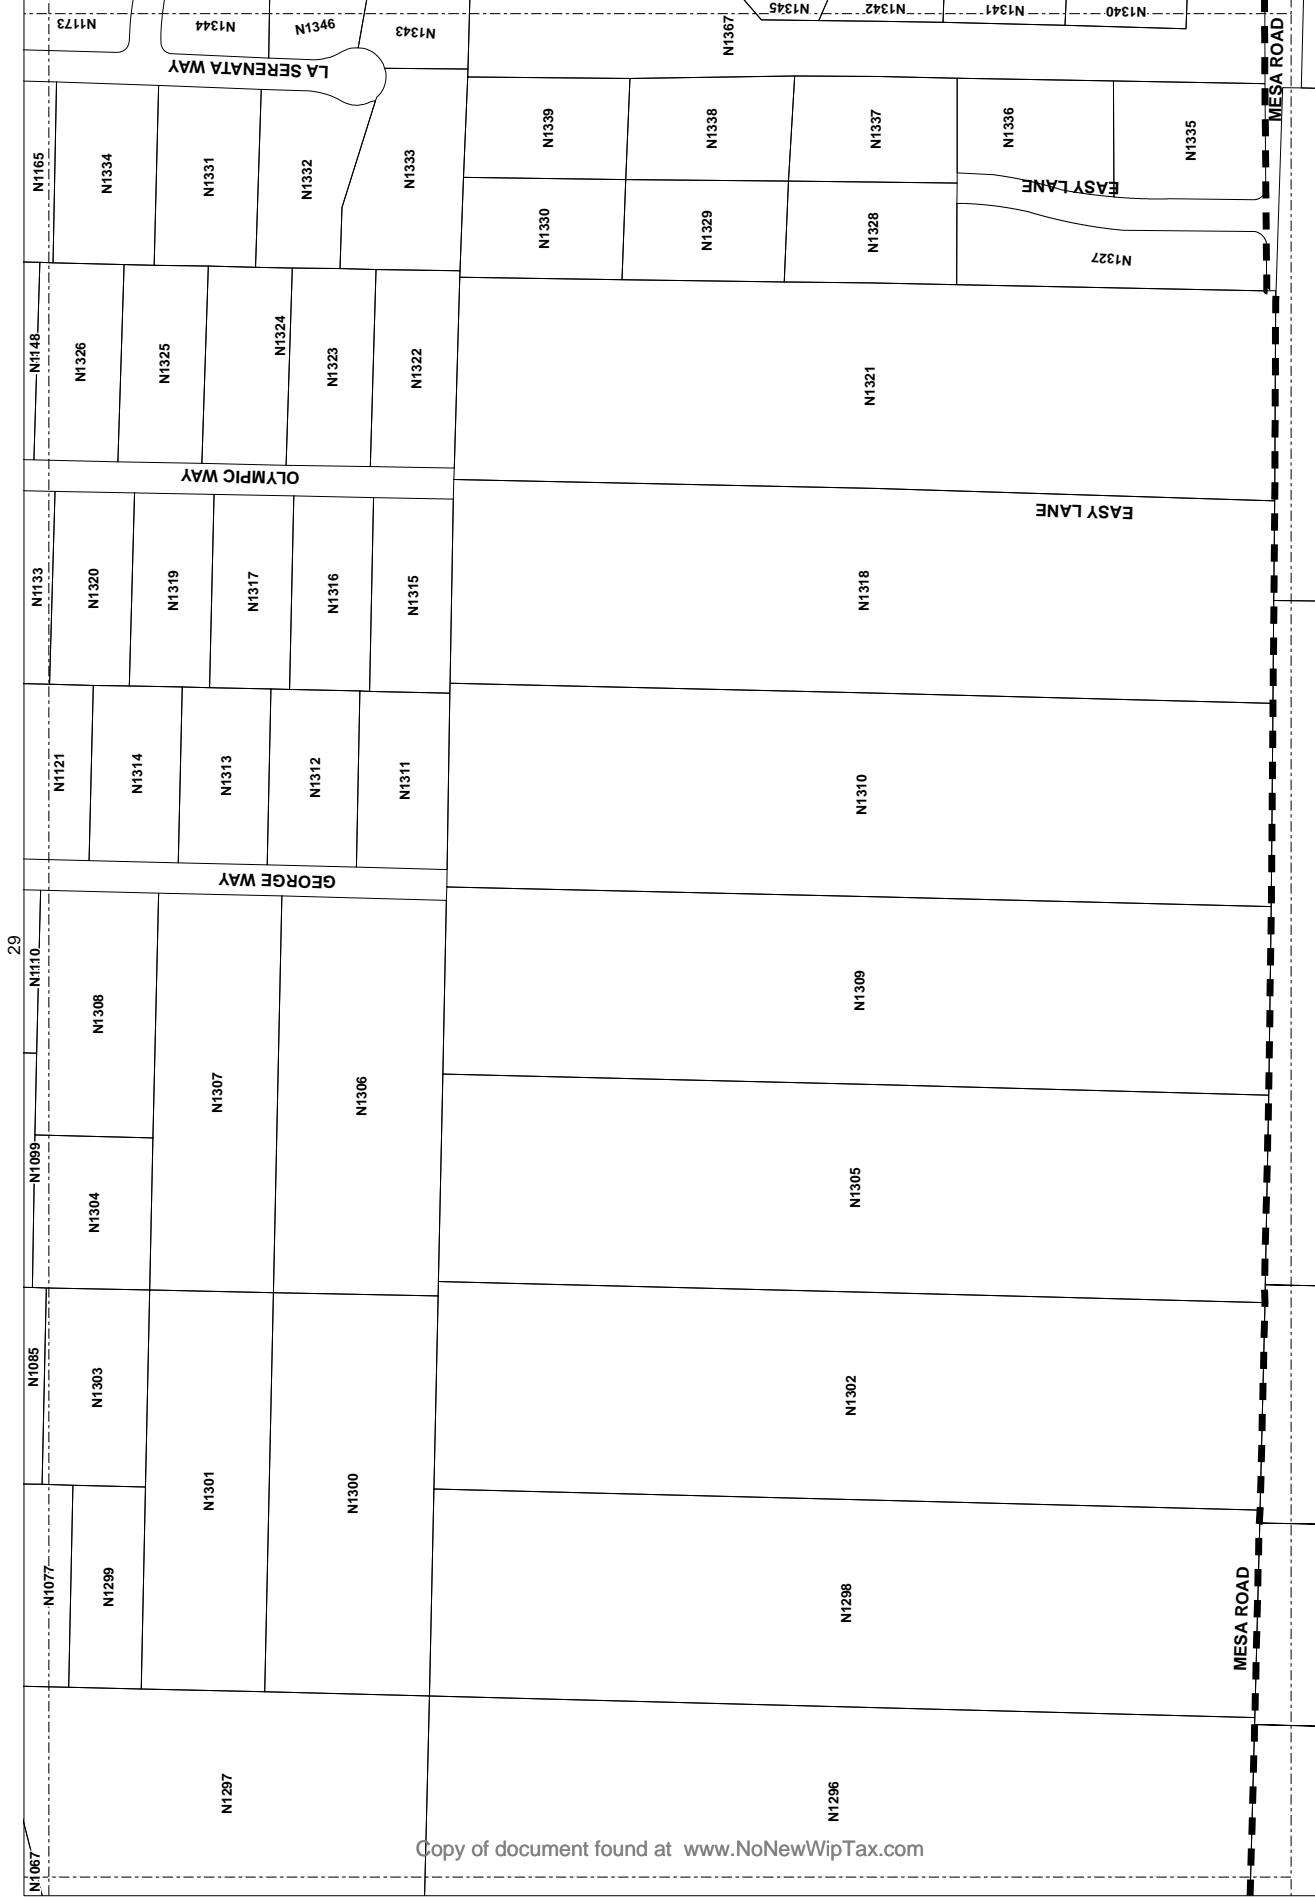 N1173
N1344
N1346
N1343
N1367
N1345
N1342
N1341
N1340
LA SERENATA WAY
MESA ROAD
N1165
N1334
N1331
N1332
N1333
N1339
N1338
N1337
N1336
N1335
EASY LANE
N1330
N1329
N1328
N1327
N1148
N1326
N1325
N1324
N1323
N1322
N1321
OLYMPIC WAY
EASY LANE
N1133
N1320
N1319
N1317
N1316
N1315
N1318
N1121
N1314
N1313
N1312
N1311
N1310
GEORGE WAY
29
N1110
N1308
N1307
N1306
N1309
N1099
N1304
N1305
N1085
N1303
N1301
N1300
N1302
N1077
N1299
N1298
MESA ROAD
N1297
N1296
N1067
Copy of document found at www.NoNewWipTax.com